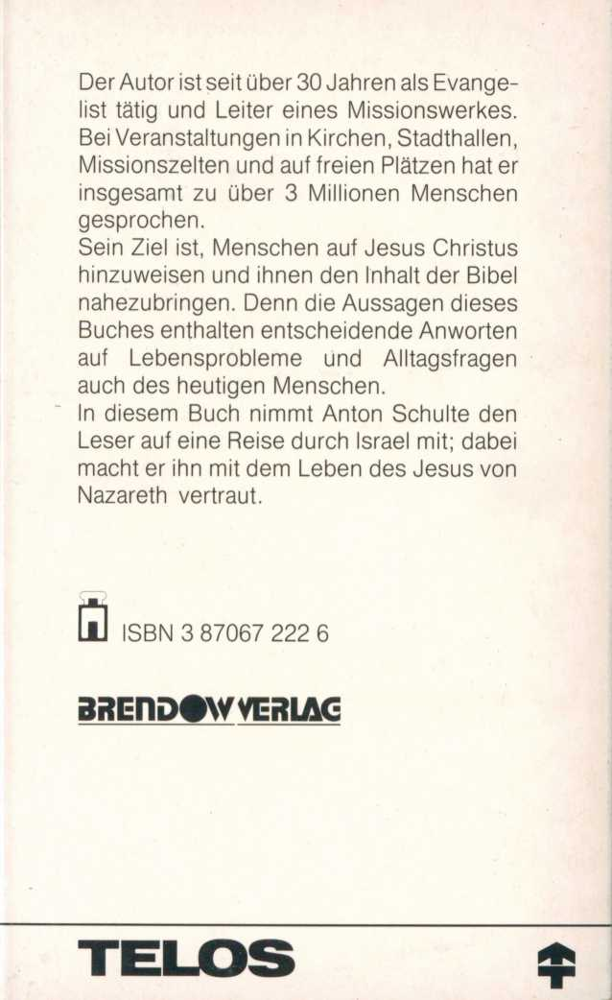 Der Autor ist seit über 30 Jahren als Evange-
list tätig und Leiter eines Missionswerkes.
Bei Veranstaltungen in Kirchen, Stadthallen,
Missionszelten und auf freien Plätzen hat er
insgesamt zu über 3 Millionen Menschen
gesprochen.
Sein Ziel ist, Menschen auf Jesus Christus
hinzuweisen und ihnen den Inhalt der Bibel
nahezubringen. Denn die Aussagen dieses
Buches enthalten entscheidende Anworten
auf Lebensprobleme und Alltagsfragen
auch des heutigen Menschen.
In diesem Buch nimmt Anton Schulte den
Leser auf eine Reise durch Israel mit; dabei
macht er ihn mit dem Leben des Jesus von
Nazareth vertraut.
ISBN 3 87067 222 6
BRENDOW VERLAG
TELOS